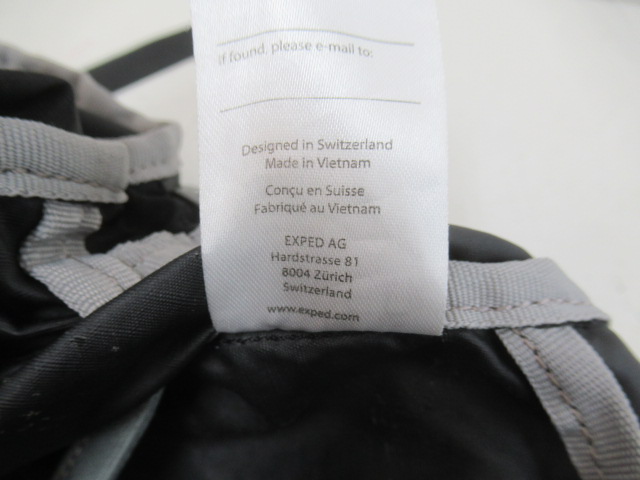 If found, please e-mail to:
Designed in Switzerland
Made in Vietnam
Conçu en Suisse
Fabriqué au Vietnam
EXPED AG
Hardstrasse 81
8004 Zürich
Switzerland
www.exped.com